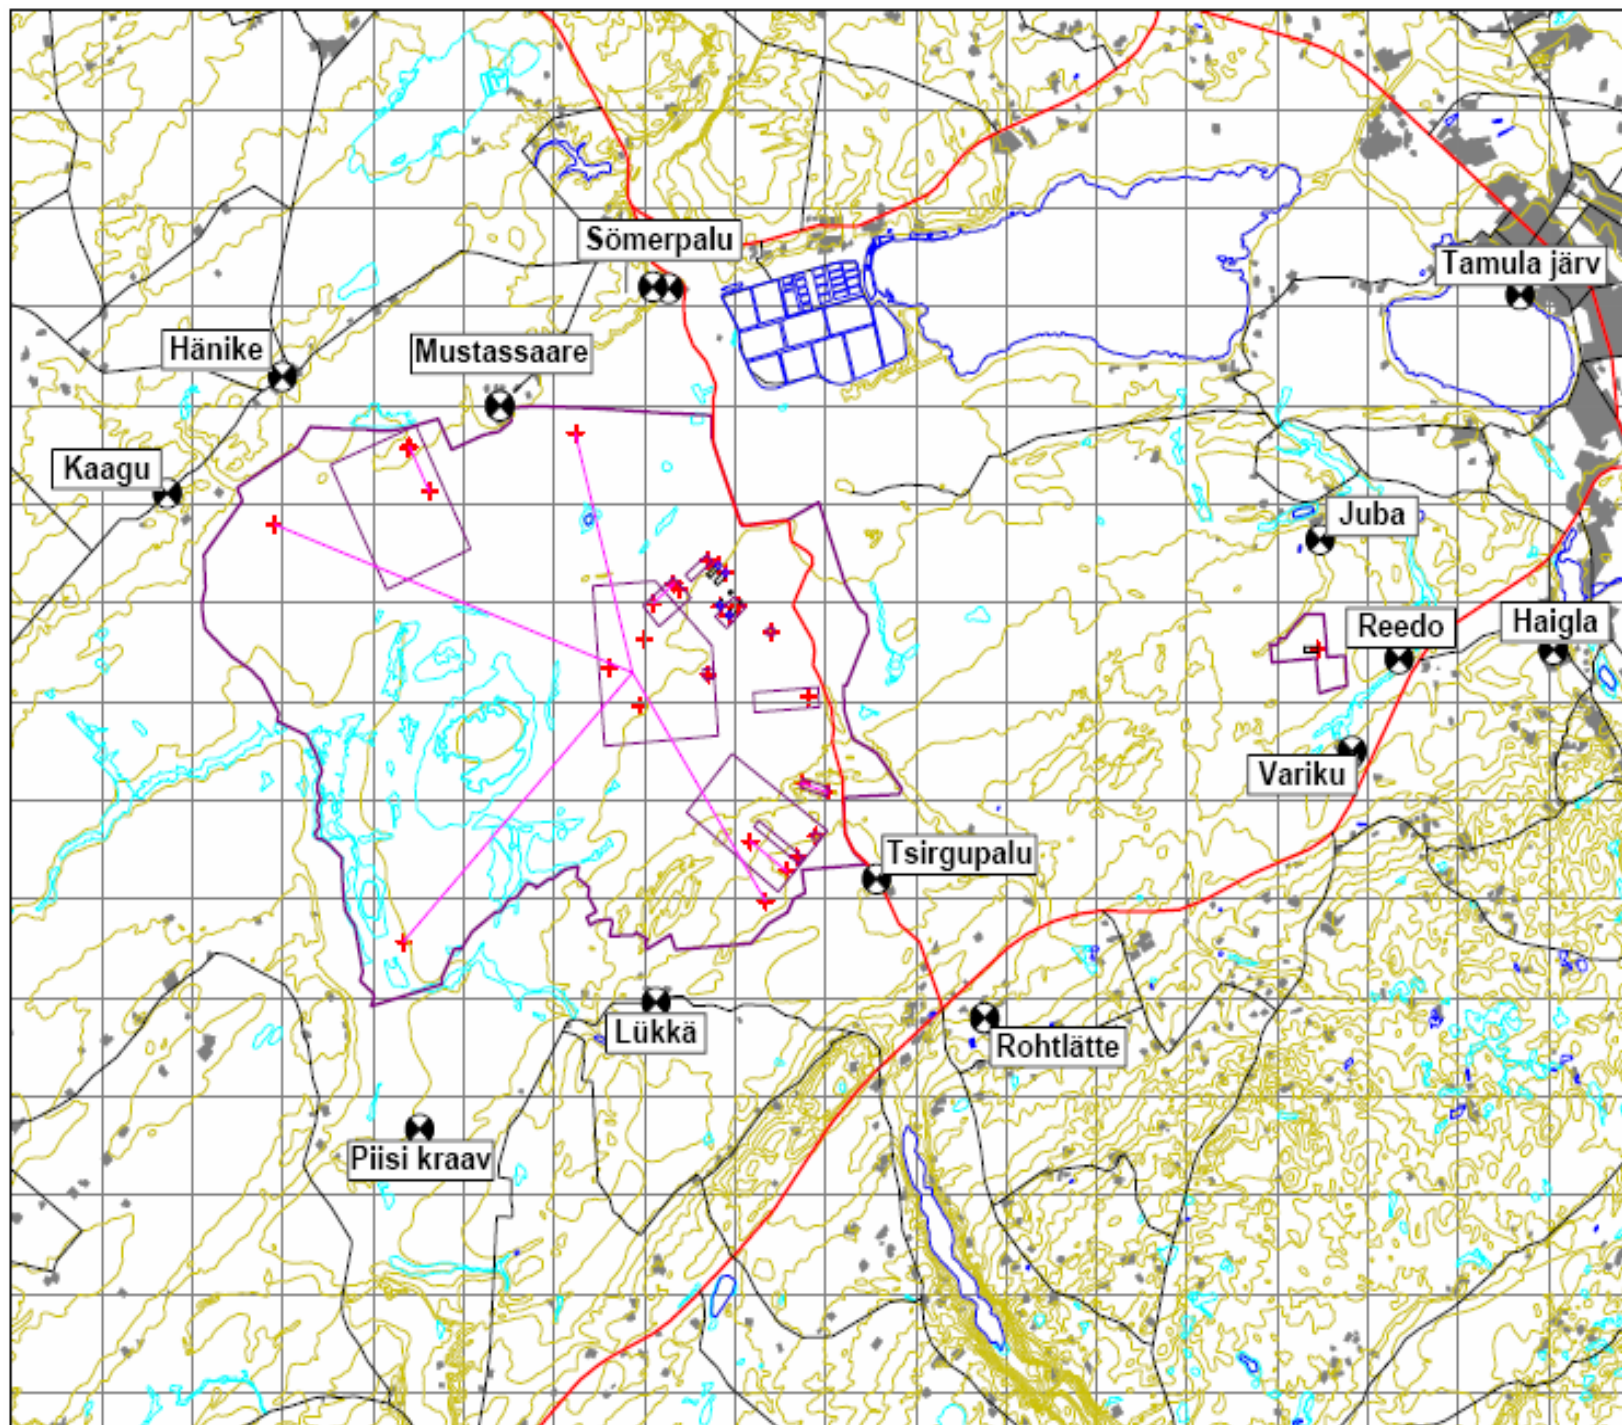 Sömerpalu
Tamula järv
Hänike
Mustassaare
Kaagu
Juba
Reedo
Haigla
Variku
Tsirgupalu
Lükkä
Rohtlätte
Piisi kraav